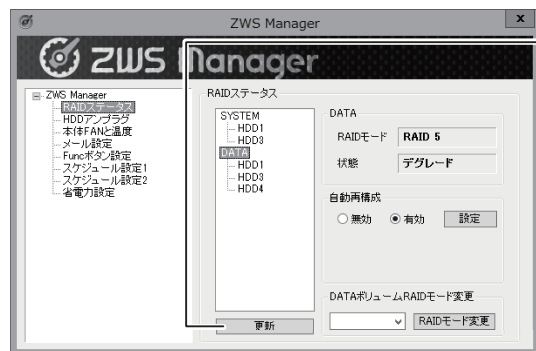 ZWS Manager
x
ZWS Manager
ZWS Manager
RAIDステータス
HDDアンプラグ
本体FANと温度
メール設定
Funcボタン設定
スケジュール設定1
スケジュール設定2
省電力設定
RAIDステータス
SYSTEM
HDD1
HDD3
DATA
HDD1
HDD3
HDD4
更新
DATA
RAIDモード RAID 5
状態 デグレード
自動再構成
無効 有効 設定
DATAボリュームRAIDモード変更
RAIDモード変更